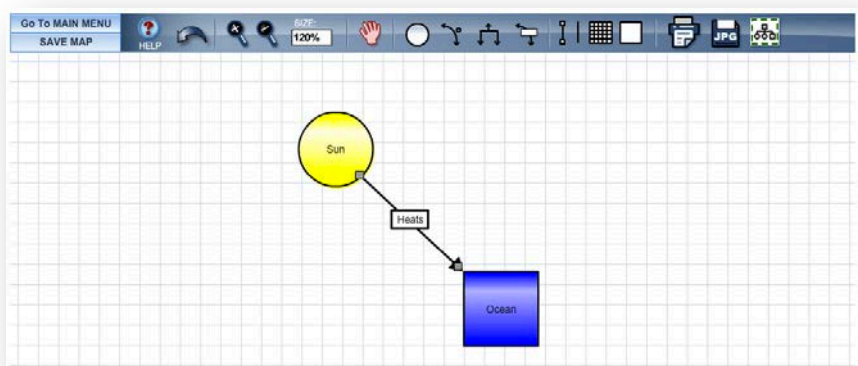 Go To MAIN MENU
SAVE MAP
HELP
SIZE:
120%
JPG
Sun
Heats
Ocean